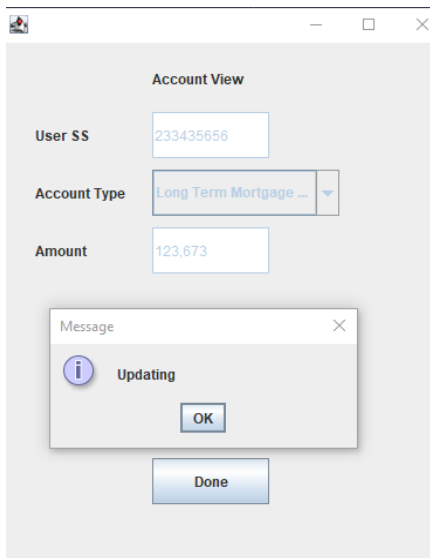 Account View
User SS 233435656
Account Type Long Term Mortgage ...
Amount 123,673
Message
Updating
OK
Done